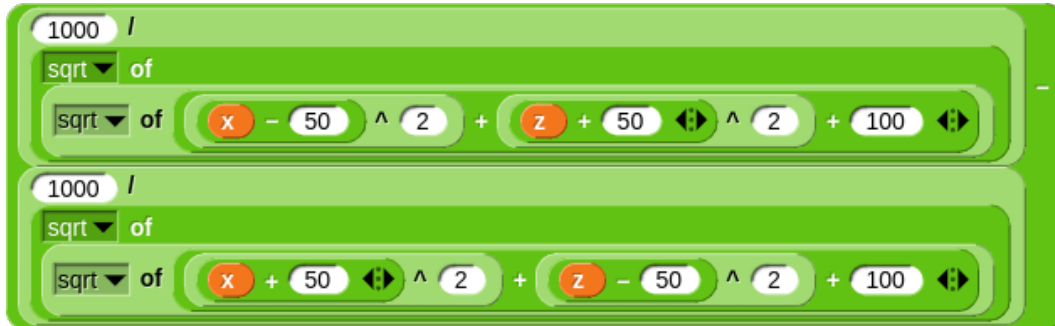 1000 /
sqrt of
sqrt of x - 50 ^ 2 + z + 50 ^ 2 + 100
-
1000 /
sqrt of
sqrt of x + 50 ^ 2 + z - 50 ^ 2 + 100